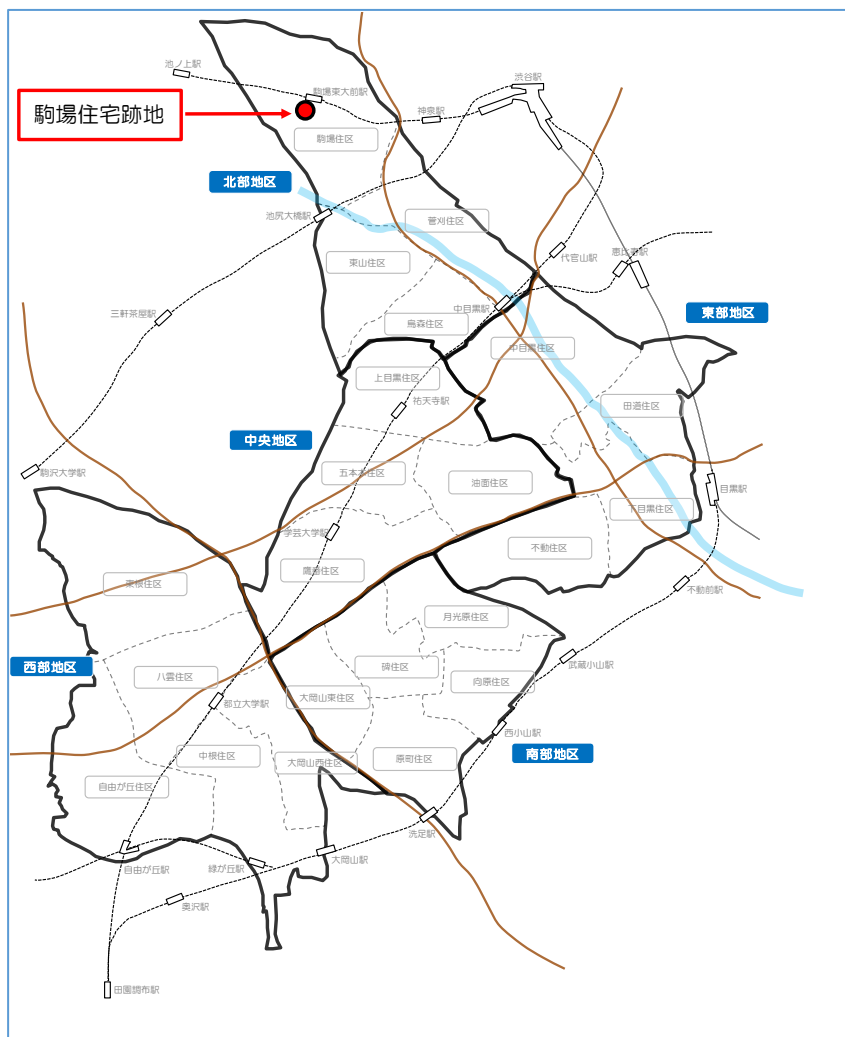 池ノ上駅
渋谷駅
駒場東大前駅
神泉駅
駒場住宅跡地
駒場住区
北部地区
池尻大橋駅
菅刈住区
代官山駅
恵比寿駅
東山住区
三軒茶屋駅
中目黒駅
東部地区
烏森住区
中目黒住区
上目黒住区
祐天寺駅
田道住区
中央地区
駒沢大学駅
五本木住区
油面住区
目黒駅
下目黒住区
学芸大学駅
不動住区
鷹番住区
東根住区
不動前駅
月光原住区
西部地区
八雲住区
碑住区
武蔵小山駅
向原住区
都立大学駅
大岡山東住区
西小山駅
中根住区
大岡山西住区
原町住区
南部地区
自由が丘住区
洗足駅
自由が丘駅
緑が丘駅
大岡山駅
奥沢駅
田園調布駅